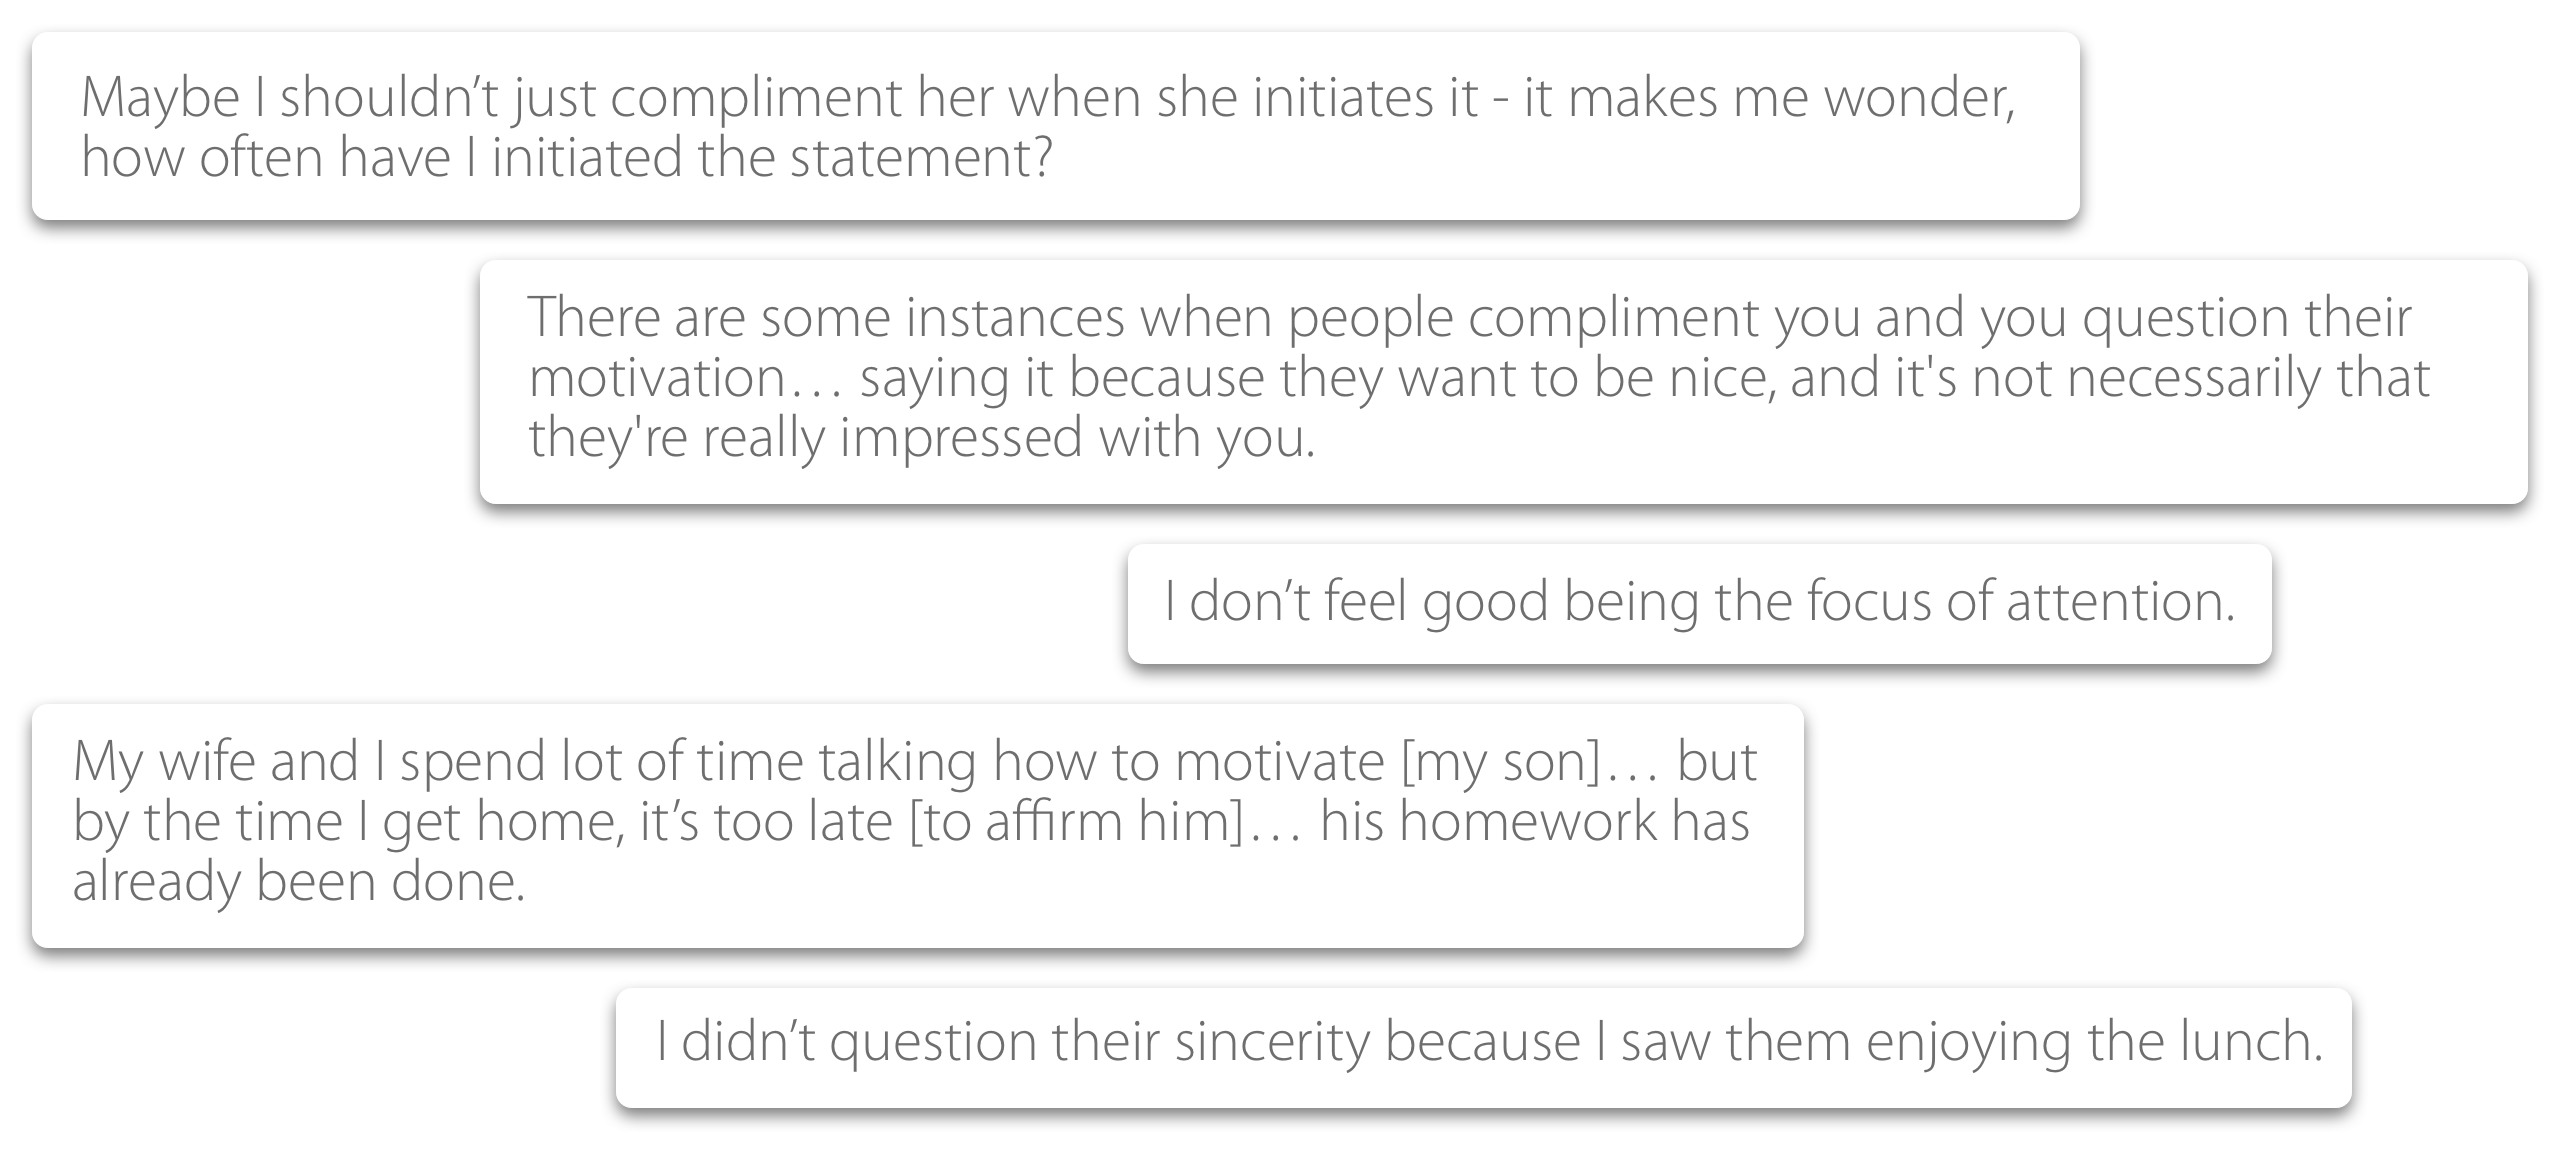 Maybe I shouldn’t just compliment her when she initiates it - it makes me wonder,
how often have I initiated the statement?
There are some instances when people compliment you and you question their
motivation… saying it because they want to be nice, and it's not necessarily that
they're really impressed with you.
I don’t feel good being the focus of attention.
My wife and I spend lot of time talking how to motivate [my son]… but
by the time I get home, it’s too late [to affirm him]… his homework has
already been done.
I didn’t question their sincerity because I saw them enjoying the lunch.